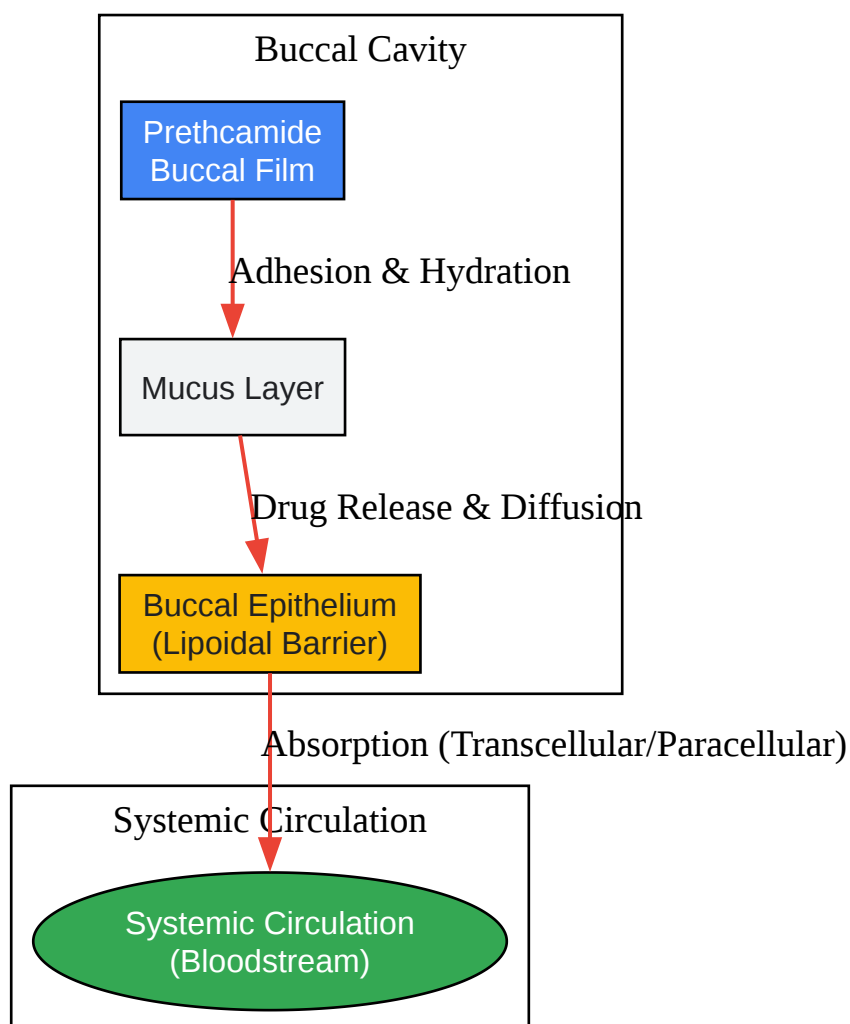 Buccal Cavity
Prethcamide
Buccal Film
Adhesion & Hydration
Mucus Layer
Drug Release & Diffusion
Buccal Epithelium
(Lipoidal Barrier)
Absorption (Transcellular/Paracellular)
Systemic Circulation
Systemic Circulation
(Bloodstream)